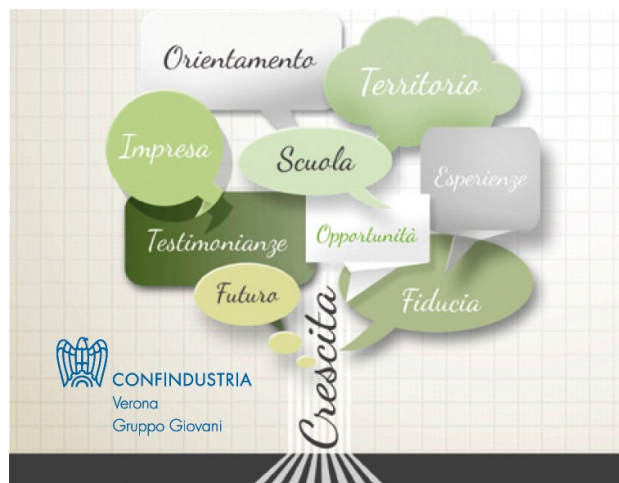 Orientamento
Territorio
Impresa
Scuola
Esperienze
Testimonianze
Opportunità
Futuro
Fiducia
Crescita
CONFINDUSTRIA
Verona
Gruppo Giovani